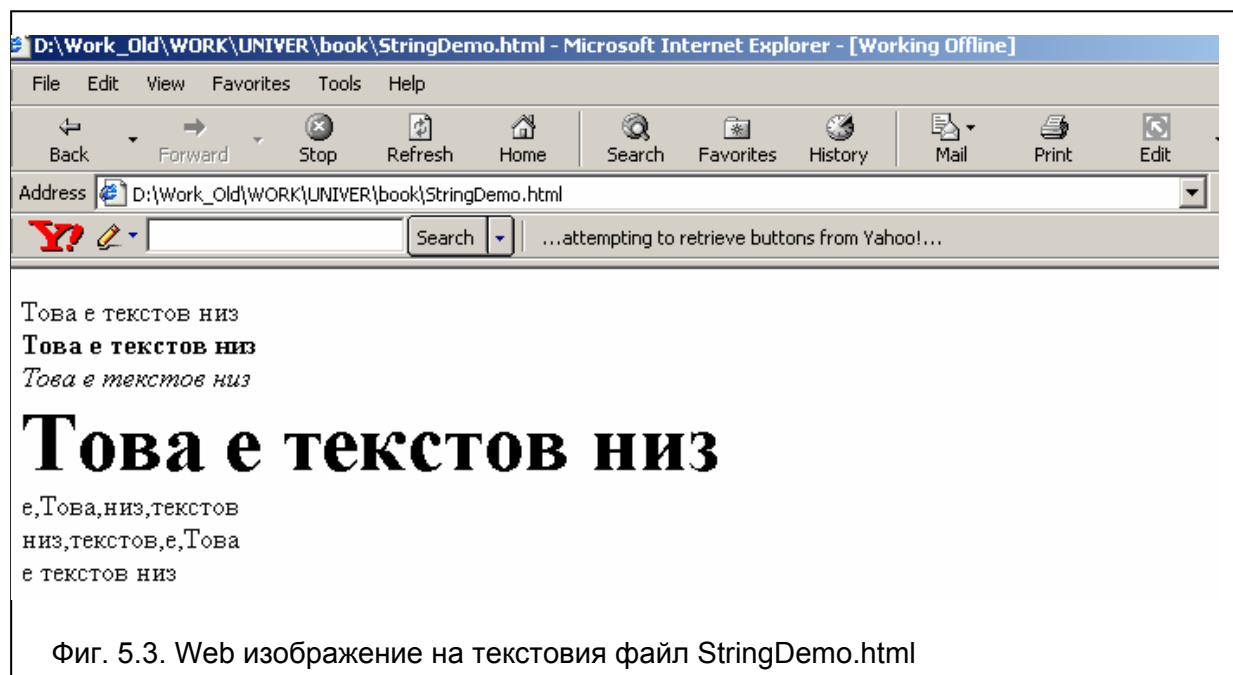 D:\Work_Old\WORK\UNIVER\book\StringDemo.html - Microsoft Internet Explorer - [Working Offline]
File Edit View Favorites Tools Help
Back Forward Stop Refresh Home Search Favorites History Mail Print Edit
Address D:\Work_Old\WORK\UNIVER\book\StringDemo.html
Y! Search ...attempting to retrieve buttons from Yahoo!...
Това е текстов низ
Това е текстов низ
Това е текстов низ
Това е текстов низ
е,Това,низ,текстов
низ,текстов,е,Това
е текстов низ
Фиг. 5.3. Web изображение на текстовия файл StringDemo.html